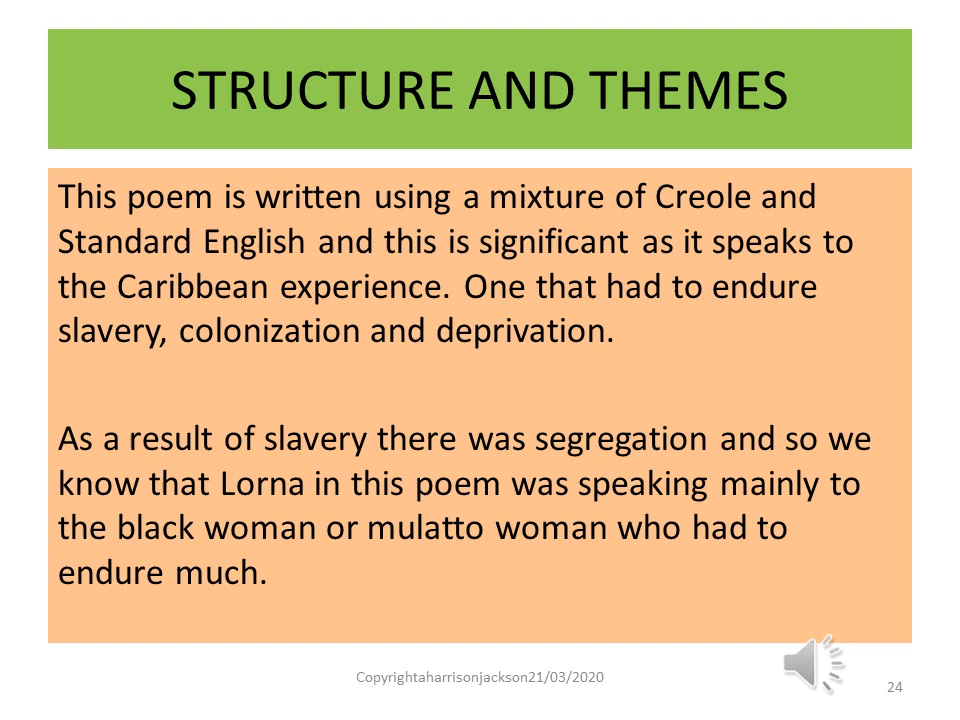 STRUCTURE AND THEMES
This poem is written using a mixture of Creole and
Standard English and this is significant as it speaks to
the Caribbean experience. One that had to endure
slavery, colonization and deprivation.
As a result of slavery there was segregation and so we
know that Lorna in this poem was speaking mainly to
the black woman or mulatto woman who had to
endure much.
Copyrightaharrisonjackson21/03/2020
24